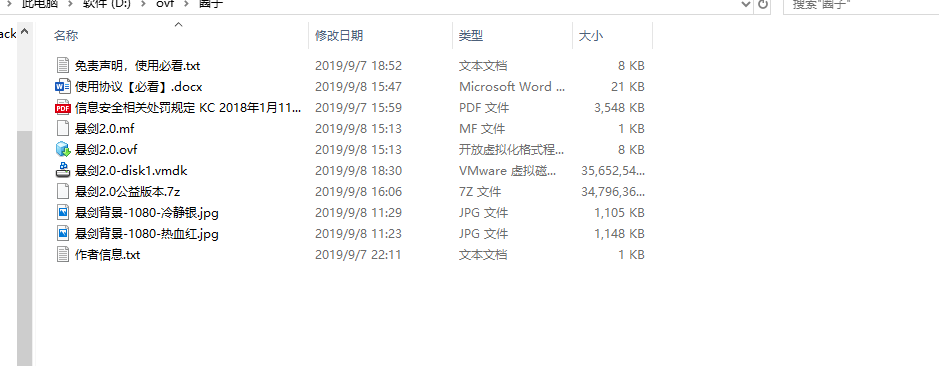 此电脑 > 软件 (D:) > ovf > 圈子
搜索"圈子"
ack
名称 修改日期 类型 大小
免责声明，使用必看.txt 2019/9/7 18:52 文本文档 8 KB
使用协议【必看】.docx 2019/9/8 15:47 Microsoft Word ... 21 KB
信息安全相关处罚规定 KC 2018年1月11... 2019/9/7 15:59 PDF 文件 3,548 KB
悬剑2.0.mf 2019/9/8 15:13 MF 文件 1 KB
悬剑2.0.ovf 2019/9/8 15:13 开放虚拟化格式程... 8 KB
悬剑2.0-disk1.vmdk 2019/9/8 18:30 VMware 虚拟磁... 35,652,54...
悬剑2.0公益版本.7z 2019/9/8 16:06 7Z 文件 34,796,36...
悬剑背景-1080-冷静银.jpg 2019/9/8 11:29 JPG 文件 1,105 KB
悬剑背景-1080-热血红.jpg 2019/9/8 11:23 JPG 文件 1,148 KB
作者信息.txt 2019/9/7 22:11 文本文档 1 KB